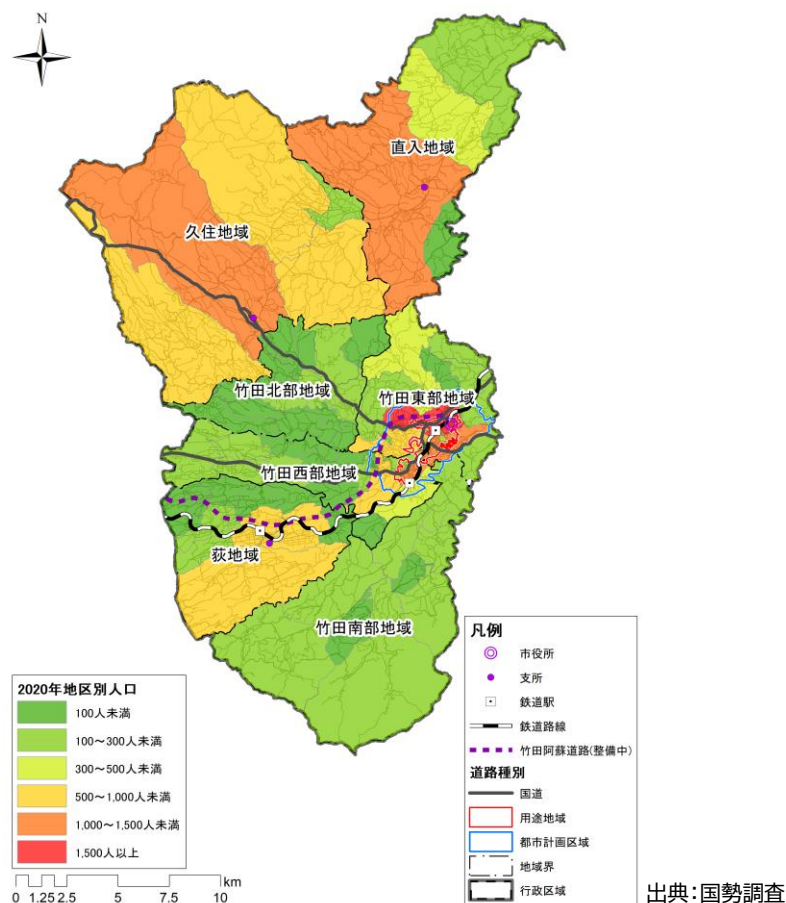 N
直入地域
久住地域
竹田北部地域
竹田東部地域
竹田西部地域
荻地域
竹田南部地域
2020年地区別人口
100人未満
100～300人未満
300～500人未満
500～1,000人未満
1,000～1,500人未満
1,500人以上
0 1.25 2.5 5 7.5 10
km
凡例
市役所
支所
鉄道駅
鉄道路線
竹田阿蘇道路(整備中)
道路種別
国道
用途地域
都市計画区域
地域界
行政区域
出典:国勢調査